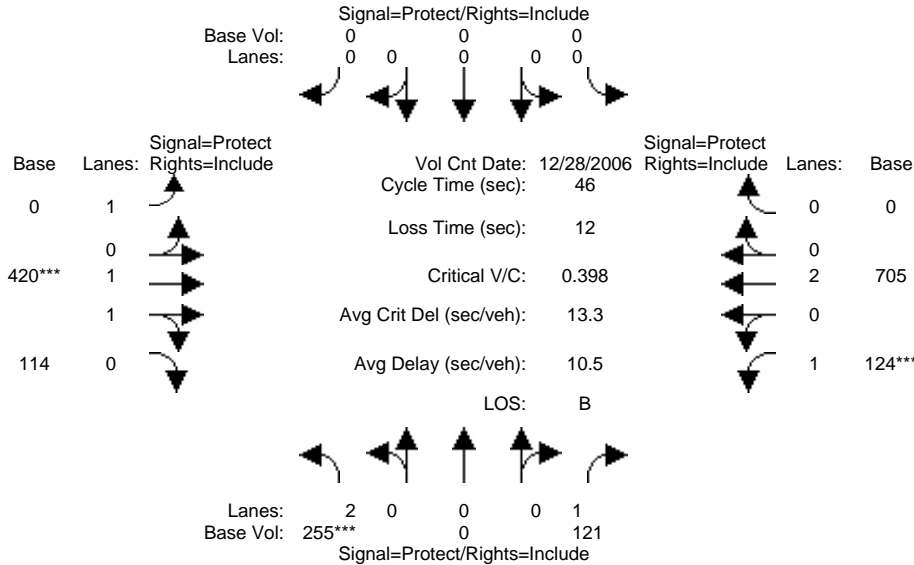 Signal=Protect/Rights=Include
Base Vol: 0 0 0
Lanes: 0 0 0 0 0
Signal=Protect Signal=Protect
Base Lanes: Rights=Include Vol Cnt Date: 12/28/2006 Rights=Include Lanes: Base
Cycle Time (sec): 46
0 1 0 0
Loss Time (sec): 12
0 0
420*** 1 Critical V/C: 0.398 2 705
1 Avg Crit Del (sec/veh): 13.3 0
114 0 Avg Delay (sec/veh): 10.5 1 124***
LOS: B
Lanes: 2 0 0 0 1
Base Vol: 255*** 0 121
Signal=Protect/Rights=Include